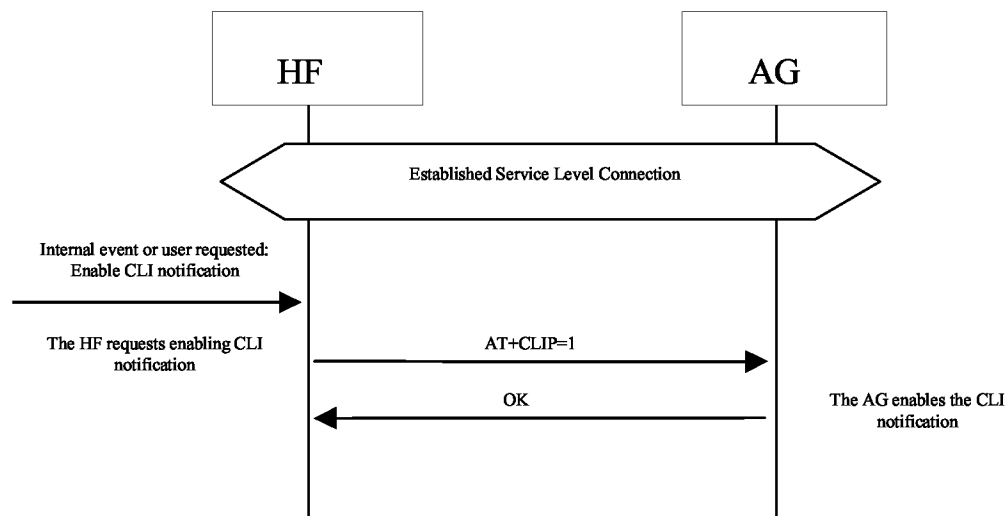 HF
AG
Established Service Level Connection
Internal event or user requested:
Enable CLI notification
The HF requests enabling CLI
notification
AT+CLIP=1
OK
The AG enables the CLI
notification